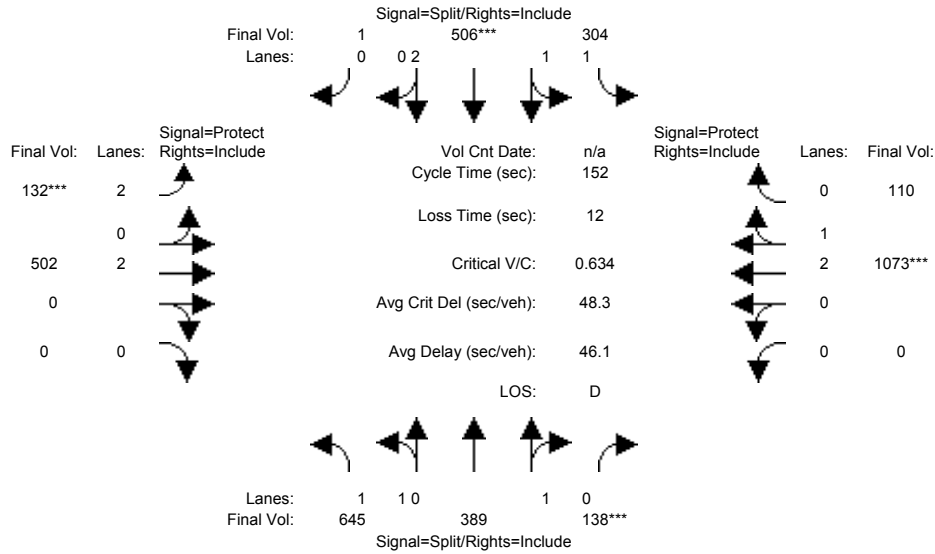 Signal=Split/Rights=Include
Final Vol: 1 506*** 304
Lanes: 0 0 2 1 1
Signal=Protect Signal=Protect
Final Vol: Lanes: Rights=Include Vol Cnt Date: n/a Rights=Include Lanes: Final Vol:
Cycle Time (sec): 152
132*** 2 0 110
Loss Time (sec): 12
0 1
502 2 Critical V/C: 0.634 2 1073***
0 Avg Crit Del (sec/veh): 48.3 0
0 0 Avg Delay (sec/veh): 46.1 0 0
LOS: D
Lanes: 1 1 0 1 0
Final Vol: 645 389 138***
Signal=Split/Rights=Include